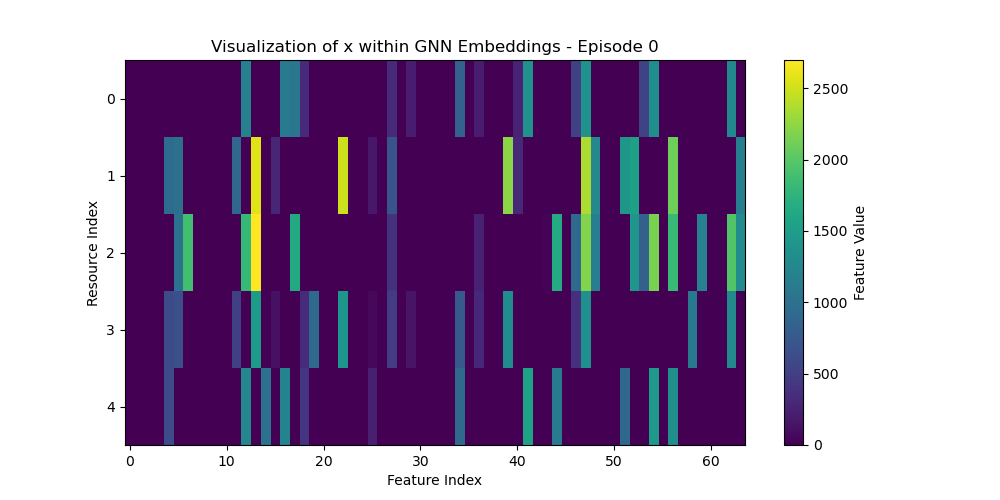 Visualization of x within GNN Embeddings - Episode 0
Resource Index
0
1
2
3
4
0 10 20 30 40 50 60
Feature Index
2500
2000
1500
1000
500
0
Feature Value